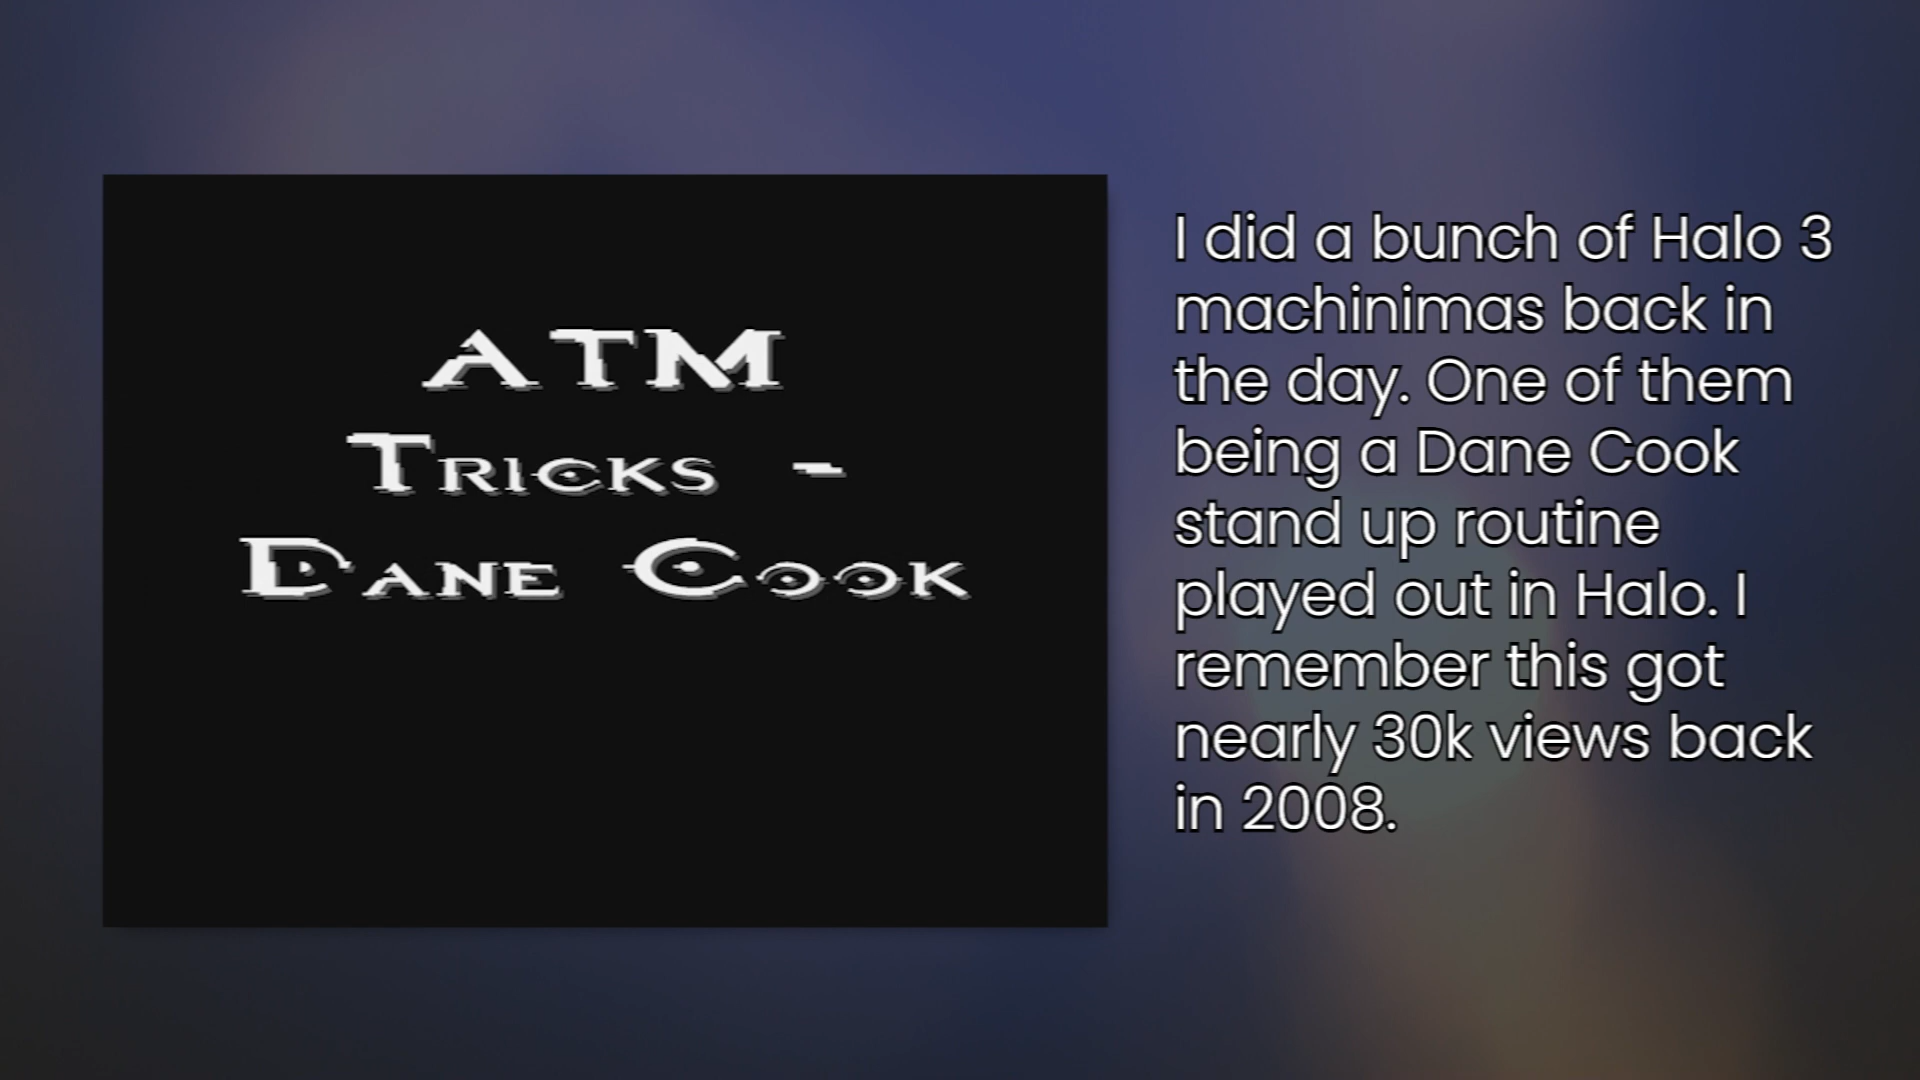 ATM
Tricks -
Dane Cook
I did a bunch of Halo 3
machinimas back in
the day. One of them
being a Dane Cook
stand up routine
played out in Halo. I
remember this got
nearly 30k views back
in 2008.